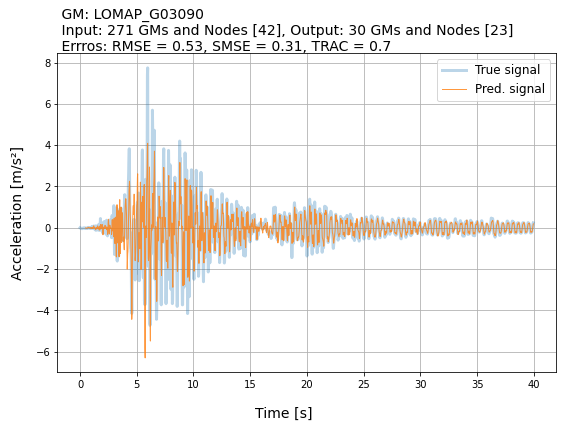 GM: LOMAP_G03090
Input: 271 GMs and Nodes [42], Output: 30 GMs and Nodes [23]
Errros: RMSE = 0.53, SMSE = 0.31, TRAC = 0.7
True signal
Pred. signal
8
6
4
2
0
−2
−4
−6
Acceleration [m/s²]
0 5 10 15 20 25 30 35 40
Time [s]